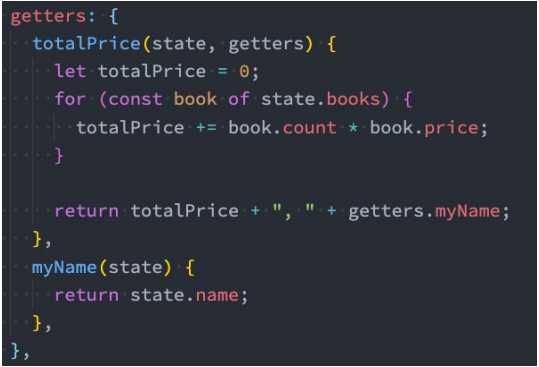 getters: {
  totalPrice(state, getters) {
    let totalPrice = 0;
    for (const book of state.books) {
      totalPrice += book.count * book.price;
    }

    return totalPrice + ", " + getters.myName;
  },
  myName(state) {
    return state.name;
  },
},